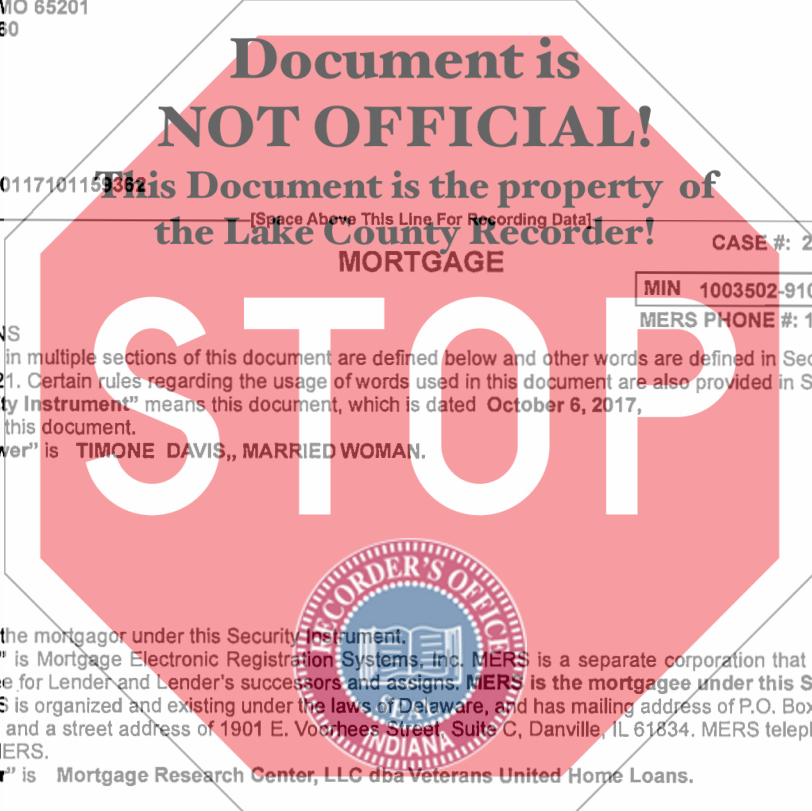 MO 65201
60
Document is
NOT OFFICIAL!
0117101159362
This Document is the property of
[Space Above This Line For Recording Data]
the Lake County Recorder!
CASE #: 2
MORTGAGE
MIN 1003502-910
MERS PHONE #: 1
NS
in multiple sections of this document are defined below and other words are defined in Sec
21. Certain rules regarding the usage of words used in this document are also provided in S
ty Instrument” means this document, which is dated October 6, 2017,
this document.
wer” is TIMONE DAVIS,, MARRIED WOMAN.
STOP
RECORDER'S OFFICE
the mortgagor under this Security Instrument.
” is Mortgage Electronic Registration Systems, Inc. MERS is a separate corporation that
e for Lender and Lender's successors and assigns. MERS is the mortgagee under this S
S is organized and existing under the laws of Delaware, and has mailing address of P.O. Box
and a street address of 1901 E. Voorhees Street, Suite C, Danville, IL 61834. MERS telep
INDIANA
MERS.
r” is Mortgage Research Center, LLC dba Veterans United Home Loans.